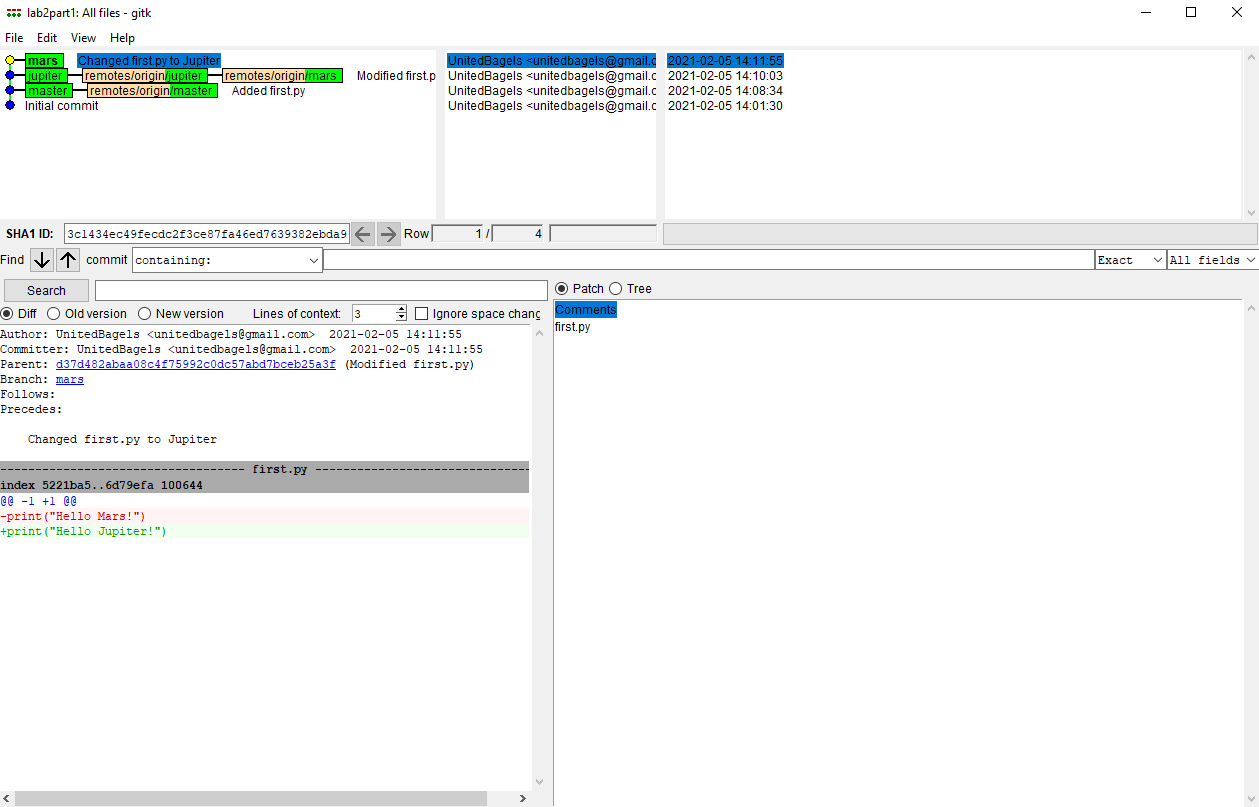 lab2part1: All files - gitk
File Edit View Help
mars Changed first.py to Jupiter UnitedBagels <unitedbagels@gmail.c 2021-02-05 14:11:55
jupiter remotes/origin/jupiter remotes/origin/mars Modified first.p UnitedBagels <unitedbagels@gmail.c 2021-02-05 14:10:03
master remotes/origin/master Added first.py UnitedBagels <unitedbagels@gmail.c 2021-02-05 14:08:34
Initial commit UnitedBagels <unitedbagels@gmail.c 2021-02-05 14:01:30
SHA1 ID: 3c1434ec49fecdc2f3ce87fa46ed7639382ebda9 Row 1 / 4
Find commit containing: Exact All fields
Search Patch Tree
Diff Old version New version Lines of context: 3 Ignore space chang
Comments
first.py
Author: UnitedBagels <unitedbagels@gmail.com> 2021-02-05 14:11:55
Committer: UnitedBagels <unitedbagels@gmail.com> 2021-02-05 14:11:55
Parent: d37d482abaa08c4f75992c0dc57abd7bceb25a3f (Modified first.py)
Branch: mars
Follows:
Precedes:
Changed first.py to Jupiter
----------------------------------- first.py -------------------------------
index 5221ba5..6d79efa 100644
@@ -1 +1 @@
-print("Hello Mars!")
+print("Hello Jupiter!")